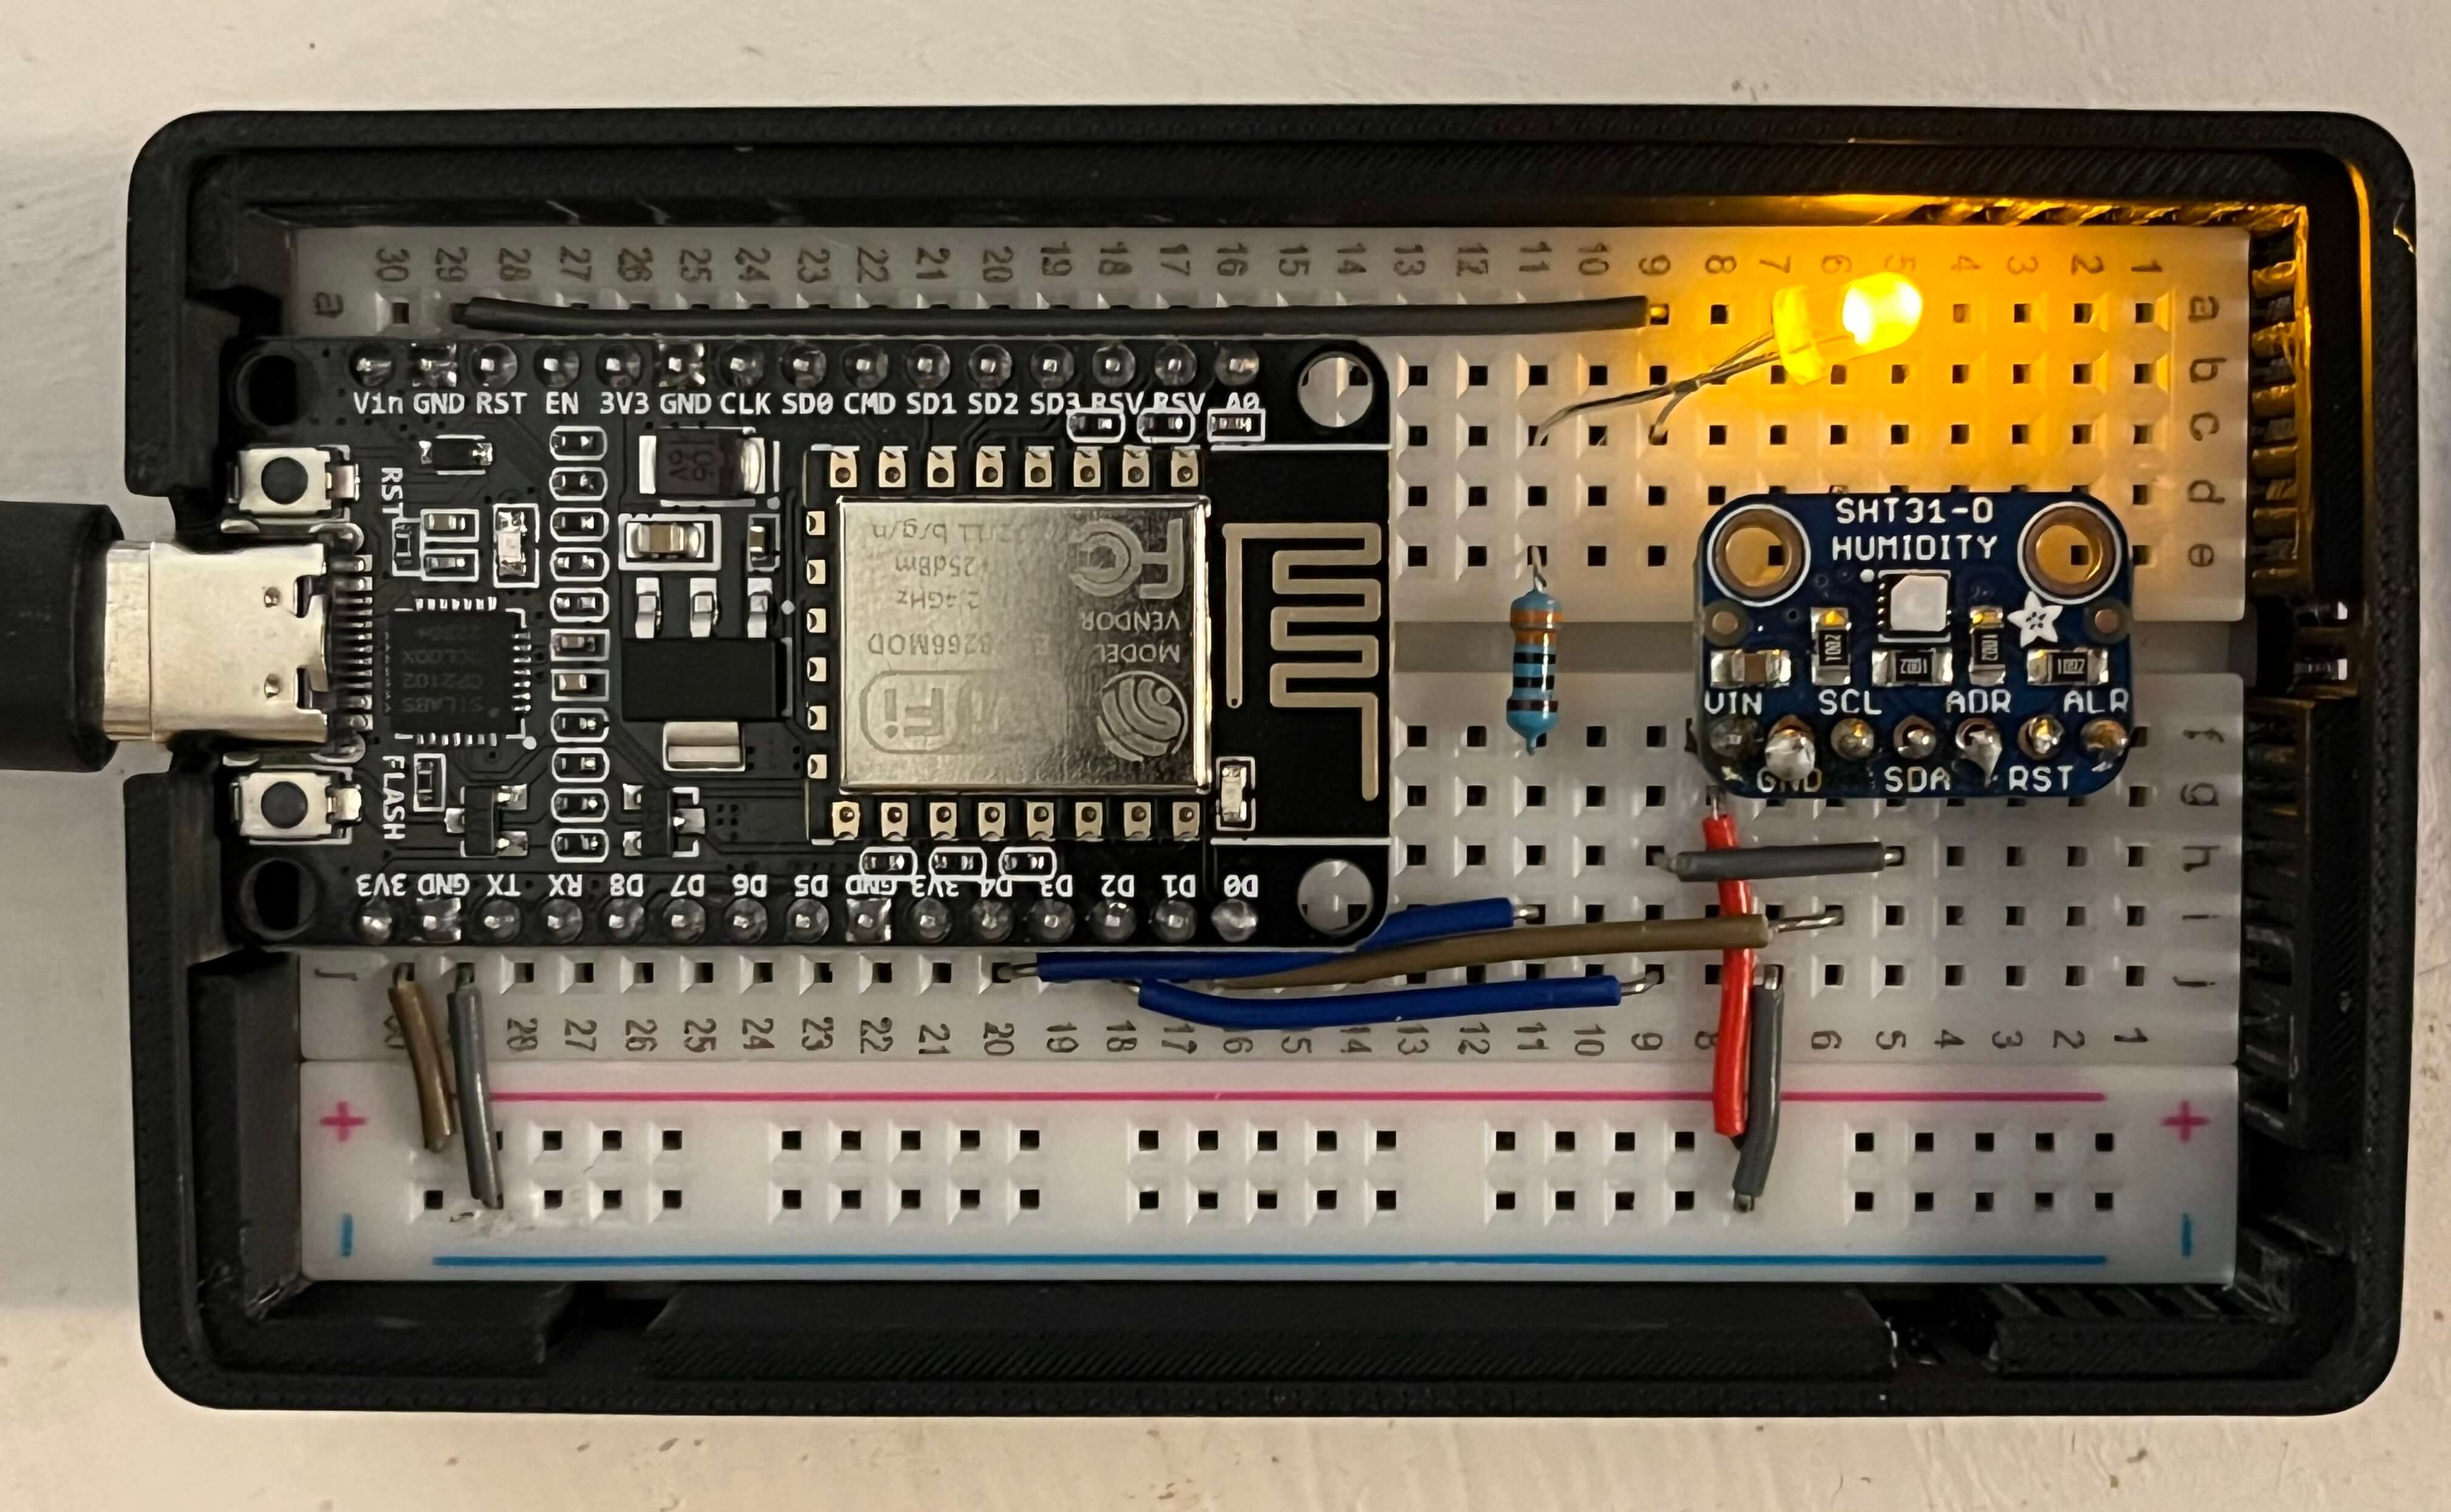 30 29 28 27 26 25 24 23 22 21 20 19 18 17 16 15 14 13 12 11 10 9 8 7 6 5 4 3 2 1
a a
b
c
d
e
Vin GND RST EN 3V3 GND CLK SD0 CMD SD1 SD2 SD3 RSV RSV A0
RST
FLASH
SILABS
CP2102
FC
VENDOR
MODEL
8266MOD
2.4GHz
25dBm
b/g/n
Fi
SHT31-D
HUMIDITY
1002
VIN SCL ADR ALR
GND SDA RST
3V3 GND TX RX D8 D7 D6 D5 GND 3V3 D4 D3 D2 D1 D0
f
g
h
i
j j
28 27 26 25 24 23 22 21 20 19 18 17 16 15 14 13 12 11 10 9 8 6 5 4 3 2 1
+ +
- -